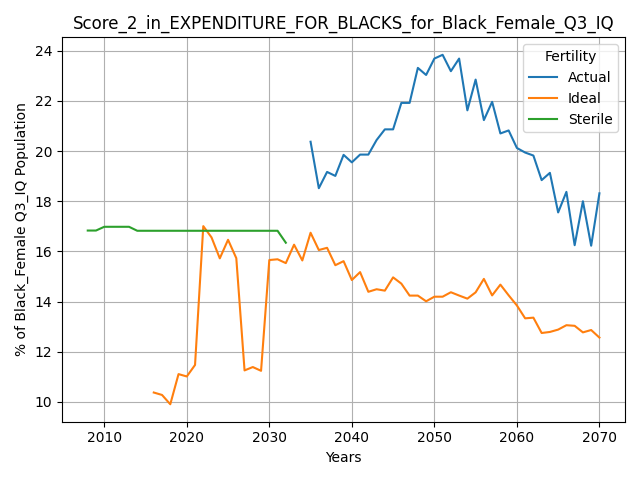 Score_2_in_EXPENDITURE_FOR_BLACKS_for_Black_Female_Q3_IQ
Fertility
Actual
Ideal
Sterile
% of Black_Female Q3_IQ Population
24
22
20
18
16
14
12
10
2010 2020 2030 2040 2050 2060 2070
Years